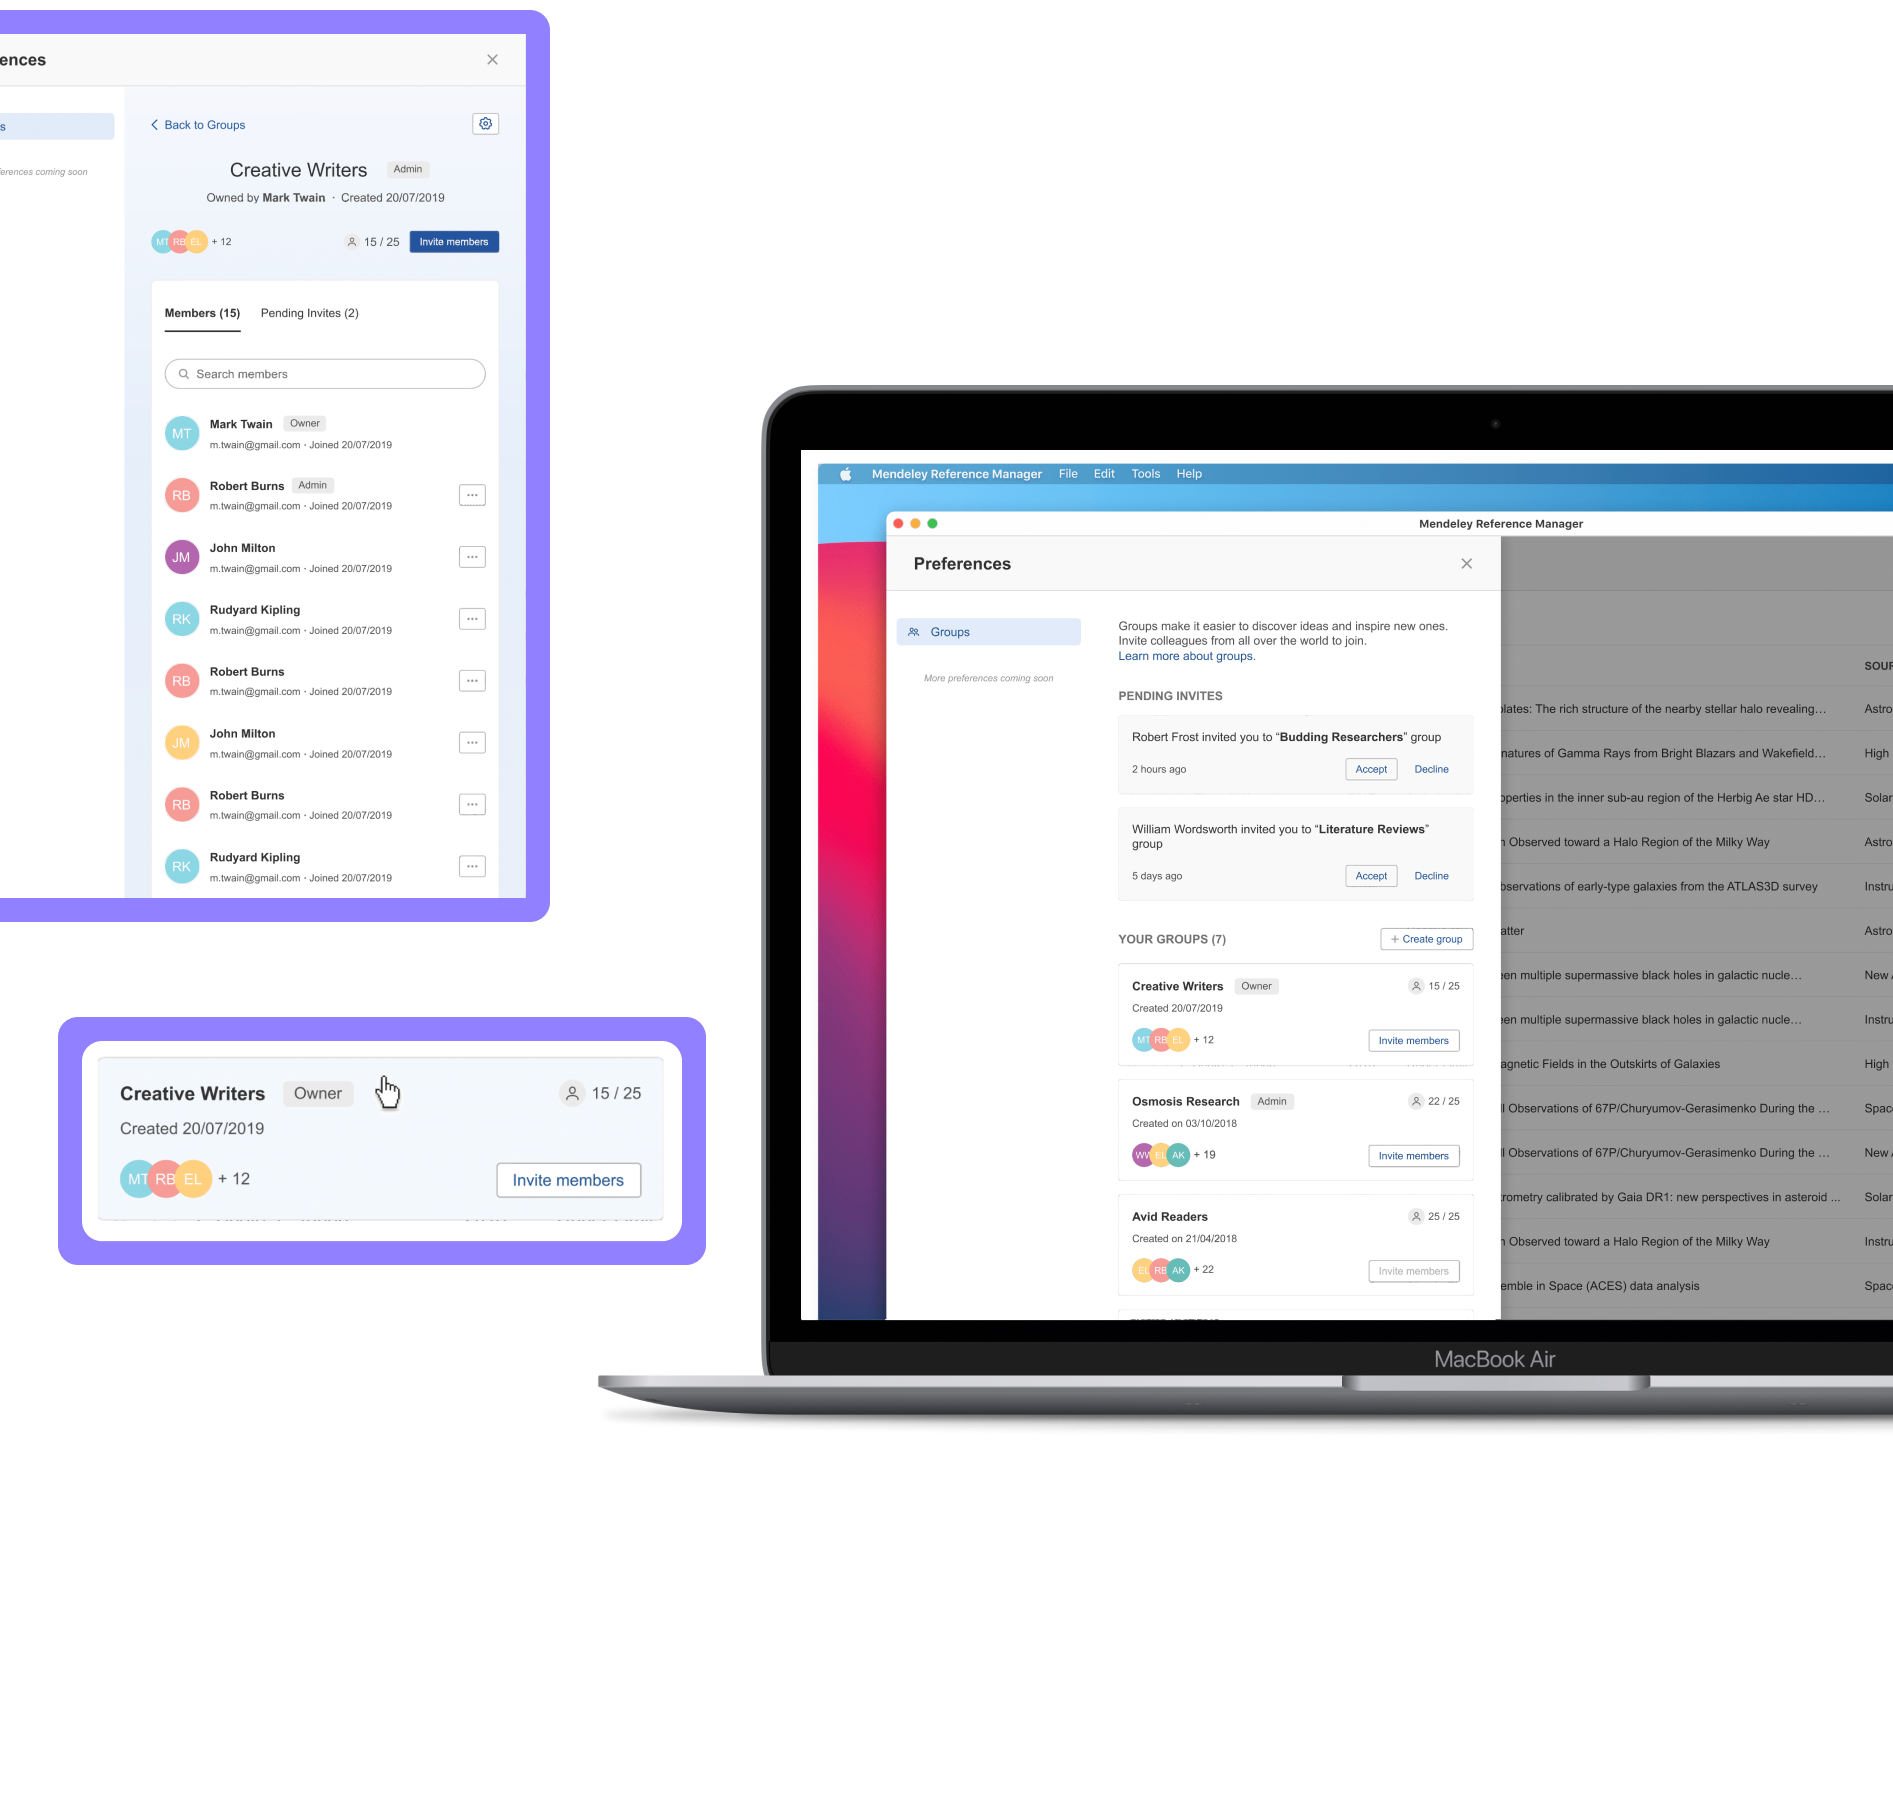 ences
s
erences coming soon
Back to Groups
Creative Writers Admin
Owned by Mark Twain · Created 20/07/2019
MT RB EL + 12 15 / 25 Invite members
Members (15) Pending Invites (2)
Search members
MT Mark Twain Owner
m.twain@gmail.com · Joined 20/07/2019
RB Robert Burns Admin
m.twain@gmail.com · Joined 20/07/2019
JM John Milton
m.twain@gmail.com · Joined 20/07/2019
RK Rudyard Kipling
m.twain@gmail.com · Joined 20/07/2019
RB Robert Burns
m.twain@gmail.com · Joined 20/07/2019
JM John Milton
m.twain@gmail.com · Joined 20/07/2019
RB Robert Burns
m.twain@gmail.com · Joined 20/07/2019
RK Rudyard Kipling
m.twain@gmail.com · Joined 20/07/2019
Creative Writers Owner 15 / 25
Created 20/07/2019
MT RB EL + 12 Invite members
Mendeley Reference Manager File Edit Tools Help
Mendeley Reference Manager
Preferences
Groups
More preferences coming soon
Groups make it easier to discover ideas and inspire new ones.
Invite colleagues from all over the world to join.
Learn more about groups.
PENDING INVITES
Robert Frost invited you to “Budding Researchers” group
2 hours ago Accept Decline
William Wordsworth invited you to “Literature Reviews”
group
5 days ago Accept Decline
YOUR GROUPS (7) + Create group
Creative Writers Owner 15 / 25
Created 20/07/2019
MT RB EL + 12 Invite members
Osmosis Research Admin 22 / 25
Created on 03/10/2018
WW EL AK + 19 Invite members
Avid Readers 25 / 25
Created on 21/04/2018
EL RB AK + 22 Invite members
SOUR
plates: The rich structure of the nearby stellar halo revealing... Astro
natures of Gamma Rays from Bright Blazars and Wakefield... High
operties in the inner sub-au region of the Herbig Ae star HD... Solar
n Observed toward a Halo Region of the Milky Way Astro
bservations of early-type galaxies from the ATLAS3D survey Instru
atter Astro
en multiple supermassive black holes in galactic nucle... New
en multiple supermassive black holes in galactic nucle... Instru
agnetic Fields in the Outskirts of Galaxies High
l Observations of 67P/Churyumov-Gerasimenko During the ... Spac
l Observations of 67P/Churyumov-Gerasimenko During the ... New
rometry calibrated by Gaia DR1: new perspectives in asteroid ... Solar
n Observed toward a Halo Region of the Milky Way Instru
emble in Space (ACES) data analysis Spac
MacBook Air